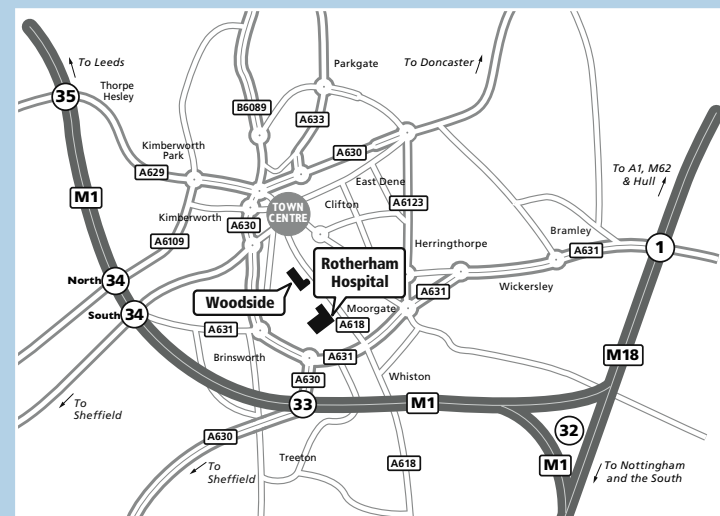 To Leeds
Parkgate
To Doncaster
35
Thorpe
Hesley
B6089
A633
Kimberworth
Park
A630
To A1, M62
& Hull
A629
East Dene
M1
TOWN
CENTRE
Clifton
A6123
Kimberworth
A630
Bramley
A6109
Herringthorpe
A631
1
Rotherham
Hospital
North
34
Wickersley
Woodside
A631
South
34
Moorgate
A618
A631
Brinsworth
A631
M18
A630
Whiston
To
Sheffield
33
M1
32
A630
Treeton
To
Sheffield
A618
M1
To Nottingham
and the South